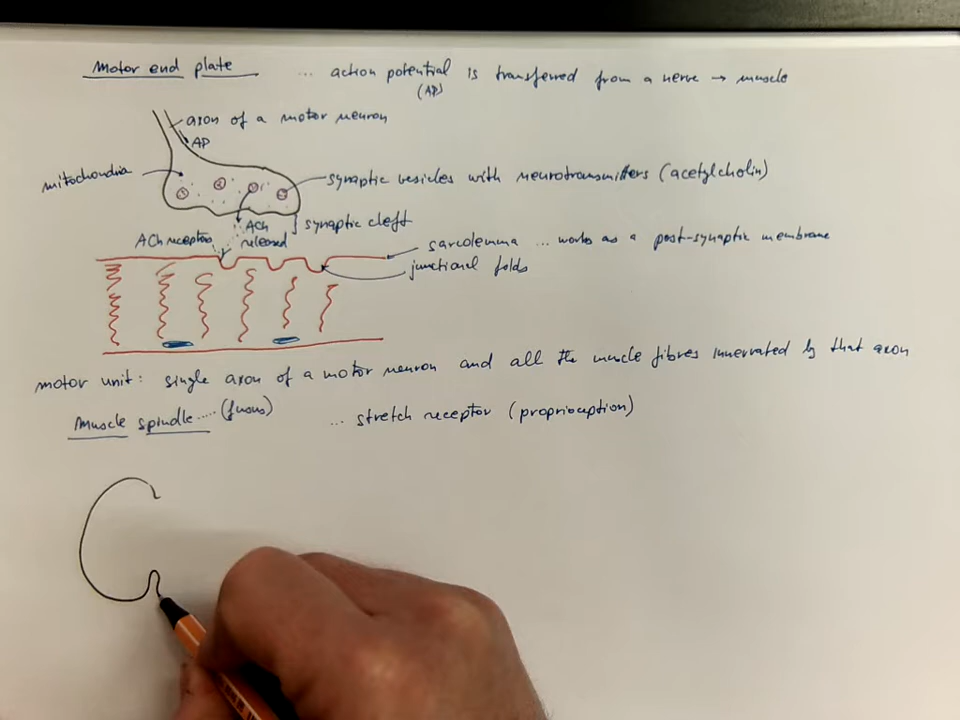 Motor end plate ... action potential is transferred from a nerve → muscle
(AP)
axon of a motor neuron
AP
mitochondria
synaptic vesicles with neurotransmitters (acetylcholin)
ACh released
synaptic cleft
ACh receptors
sarcolemma ... works as a post-synaptic membrane
junctional folds
motor unit: single axon of a motor neuron and all the muscle fibres innervated by that axon
Muscle spindle .... (fusus) ... stretch receptor (proprioception)